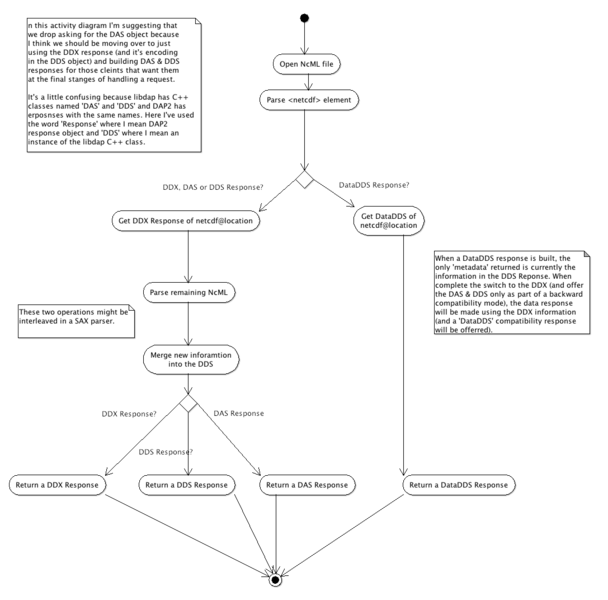 n this activity diagram I'm suggesting that
we drop asking for the DAS object because
I think we should be moving over to just
using the DDX response (and it's encoding
in the DDS object) and building DAS & DDS
responses for those cleints that want them
at the final stanges of handling a request.
It's a little confusing because libdap has C++
classes named 'DAS' and 'DDS' and DAP2 has
erposnses with the same names. Here I've used
the word 'Response' where I mean DAP2
response object and 'DDS' where I mean an
instance of the libdap C++ class.
Open NcML file
Parse <netcdf> element
DDX, DAS or DDS Response?
DataDDS Response?
Get DDX Response of netcdf@location
Get DataDDS of
netcdf@location
When a DataDDS response is built, the
only 'metadata' returned is currently the
information in the DDS Reponse. When
complete the switch to the DDX (and offer
the DAS & DDS only as part of a backward
compatibility mode), the data response
will be made using the DDX information
(and a 'DataDDS' compatibility response
will be offerred).
Parse remaining NcML
These two operations might be
interleaved in a SAX parser.
Merge new inforamtion
into the DDS
DDX Response?
DAS Response
DDS Response?
Return a DDX Response
Return a DDS Response
Return a DAS Response
Return a DataDDS Response